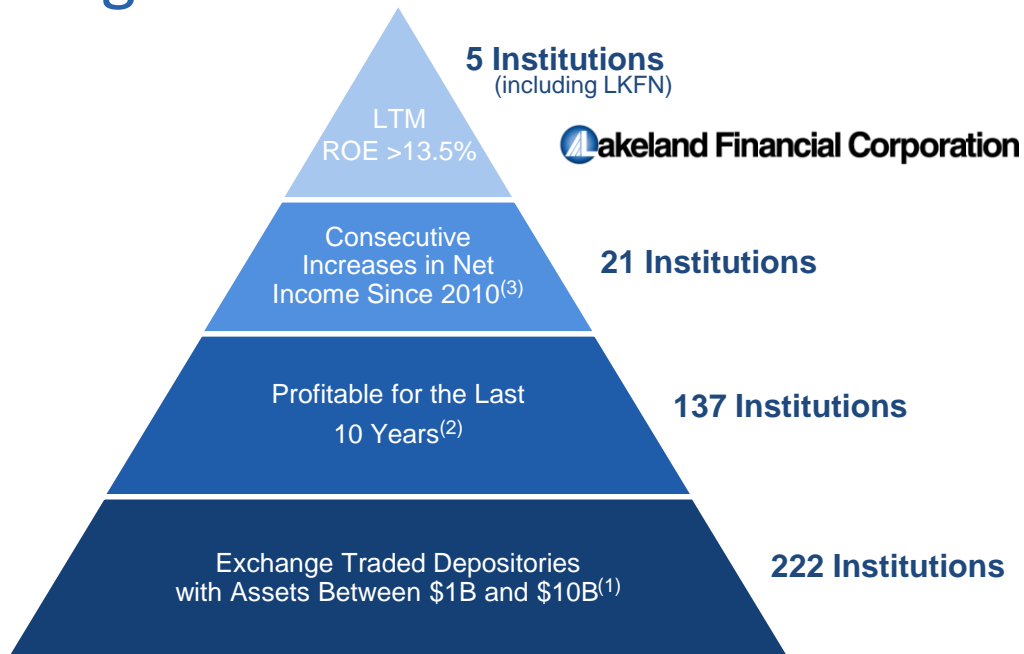 5 Institutions
(including LKFN)
LTM
ROE >13.5%
Lakeland Financial Corporation
Consecutive
Increases in Net
Income Since 2010(3)
21 Institutions
Profitable for the Last
10 Years(2)
137 Institutions
Exchange Traded Depositories
with Assets Between $1B and $10B(1)
222 Institutions